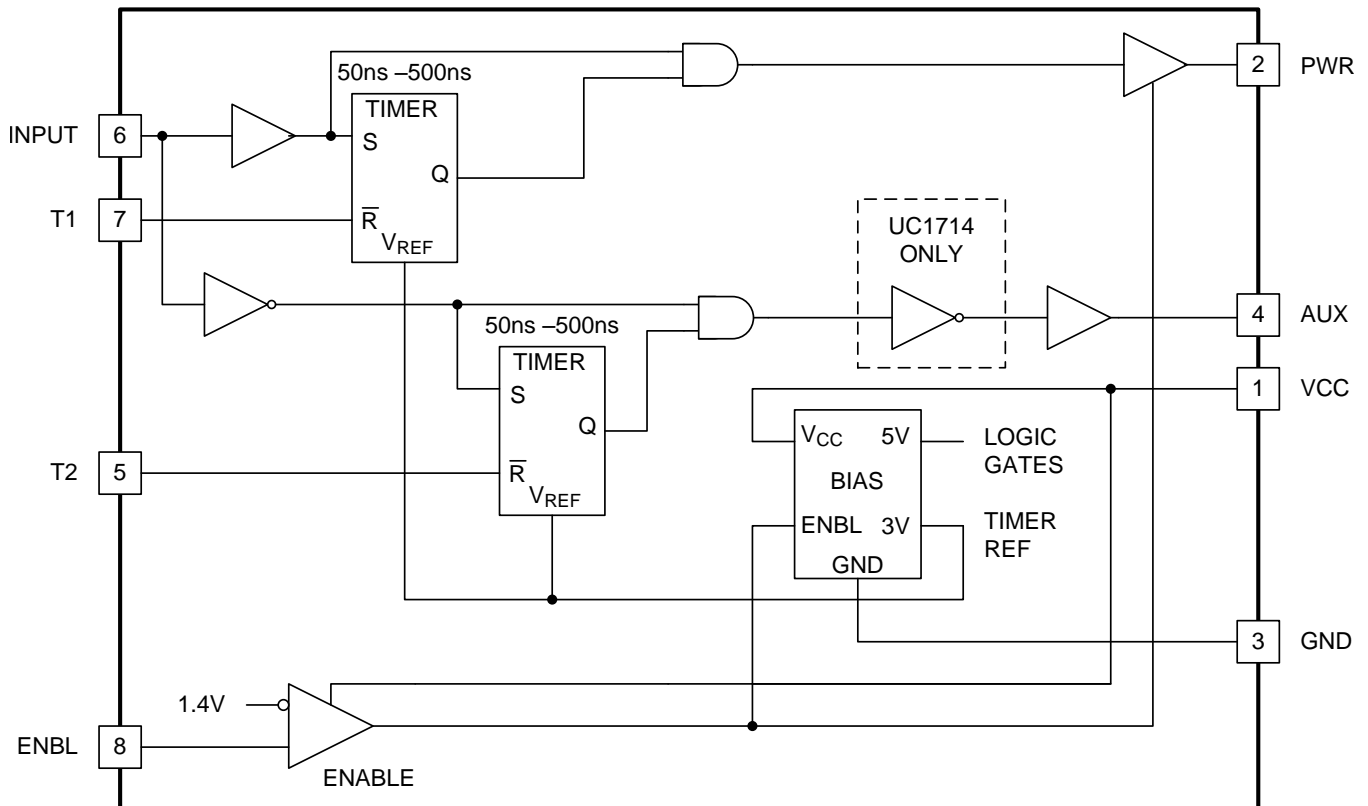 50ns –500ns
TIMER
S
Q
R
VREF
INPUT
6
T1
7
2
PWR
UC1714
ONLY
50ns –500ns
TIMER
S
Q
R
VREF
T2
5
4
AUX
1
VCC
VCC
5V
BIAS
ENBL
3V
GND
LOGIC
GATES
TIMER
REF
3
GND
1.4V
ENBL
8
ENABLE